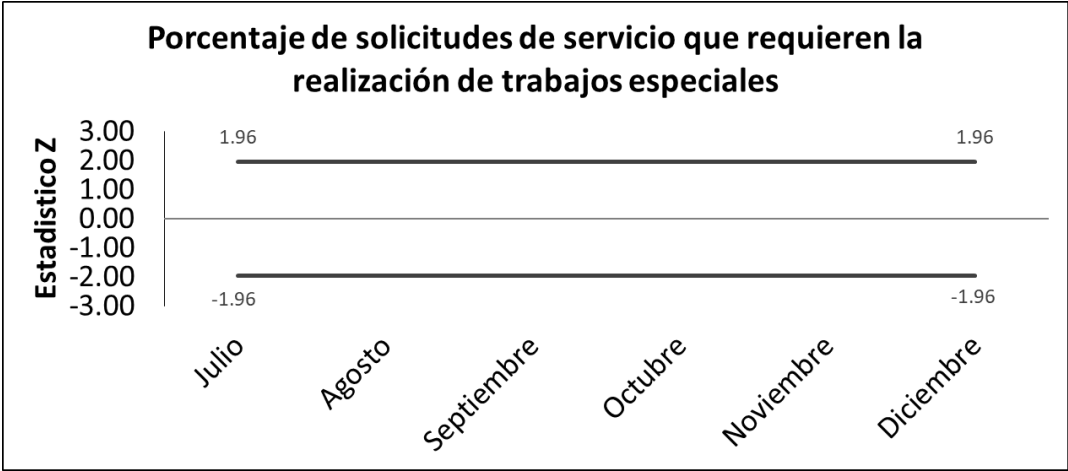 Porcentaje de solicitudes de servicio que requieren la
realización de trabajos especiales
Estadistico Z
3.00
2.00
1.00
0.00
-1.00
-2.00
-3.00
1.96
1.96
-1.96
-1.96
Julio
Agosto
Septiembre
Octubre
Noviembre
Diciembre